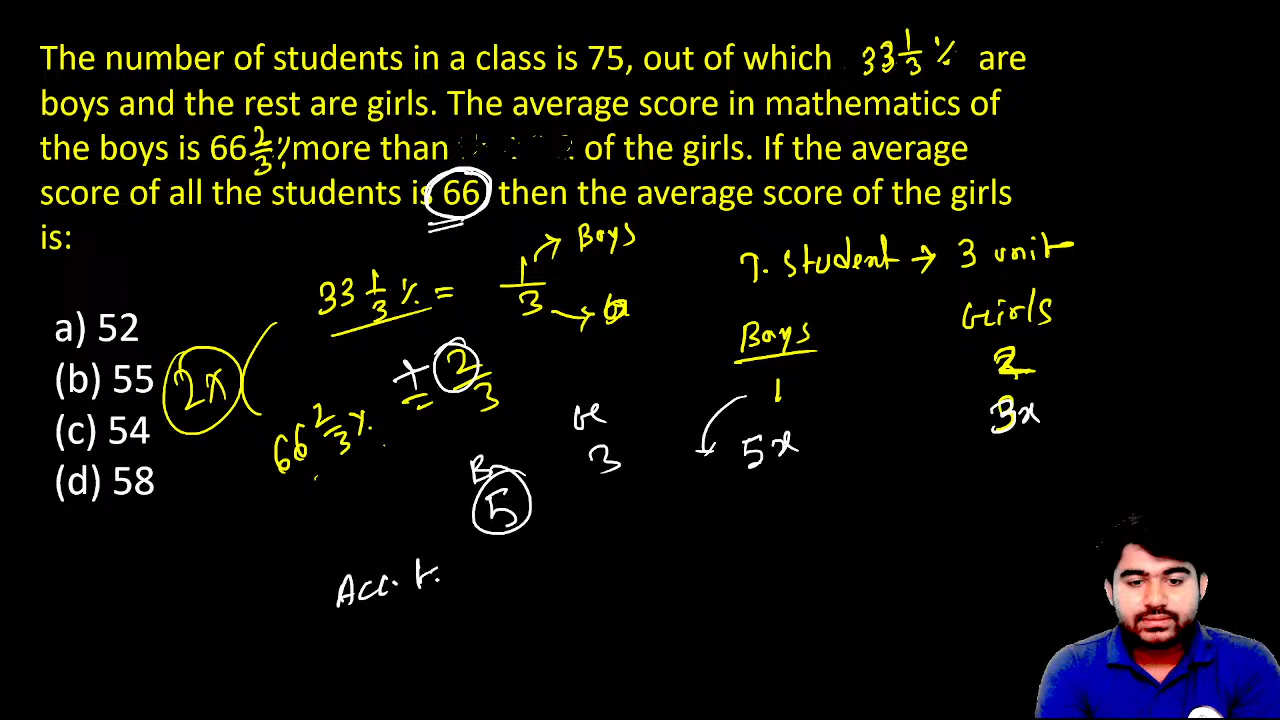 The number of students in a class is 75, out of which 33 1/3 % are
boys and the rest are girls. The average score in mathematics of
the boys is 66 2/3 % more than of the girls. If the average
score of all the students is 66 then the average score of the girls
is:
a) 52
(b) 55
(c) 54
(d) 58
33 1/3 % = 1/3
Boys
2x
66 2/3 %
2/3
5
3
T. student → 3 unit
Boys
Girls
1
2
5x
3x
Acc. t.